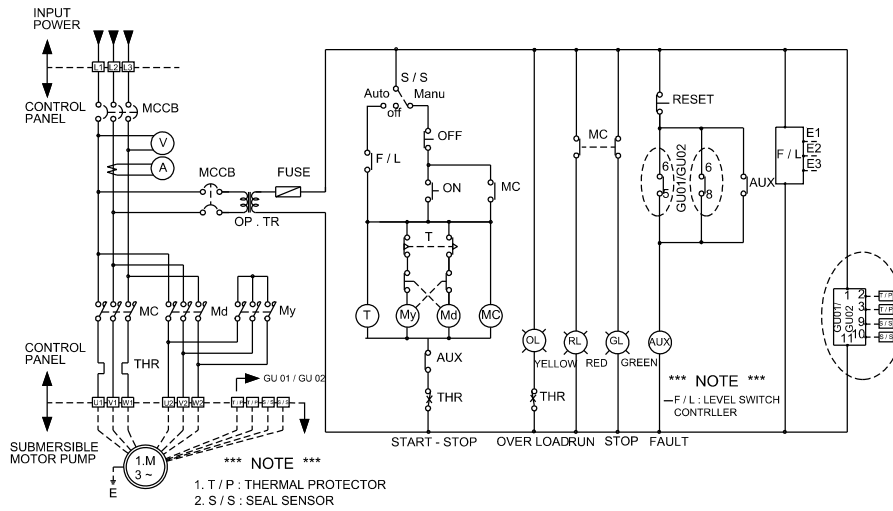 INPUT
POWER
L1 L2 L3
CONTROL
PANEL
MCCB
V
A
MCCB
FUSE
OP . TR
MC
Md
My
CONTROL
PANEL
THR
GU 01 / GU 02
U1 V1 W1 U2 V2 W2 T / P T / P S / S S / S
SUBMERSIBLE
MOTOR PUMP
1.M
3 ~
E
*** NOTE ***
1. T / P : THERMAL PROTECTOR
2. S / S : SEAL SENSOR
S / S
Auto
Manu
off
OFF
F / L
ON
MC
T
T
My
Md
MC
AUX
THR
START - STOP
OL
YELLOW
THR
OVER LOAD
MC
RL
RED
RUN
GL
GREEN
STOP
RESET
6
5
GU01/GU02
6
8
AUX
AUX
FAULT
F / L
E1
E2
E3
*** NOTE ***
F / L : LEVEL SWITCH
CONTRLLER
GU01/
GU02
1
2
3
9
10
11
T / P
T / P
S / S
S / S